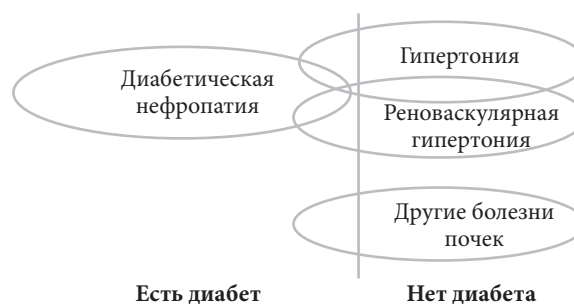 Гипертония
Диабетическая
нефропатия
Реноваскулярная
гипертония
Другие болезни
почек
Есть диабет
Нет диабета